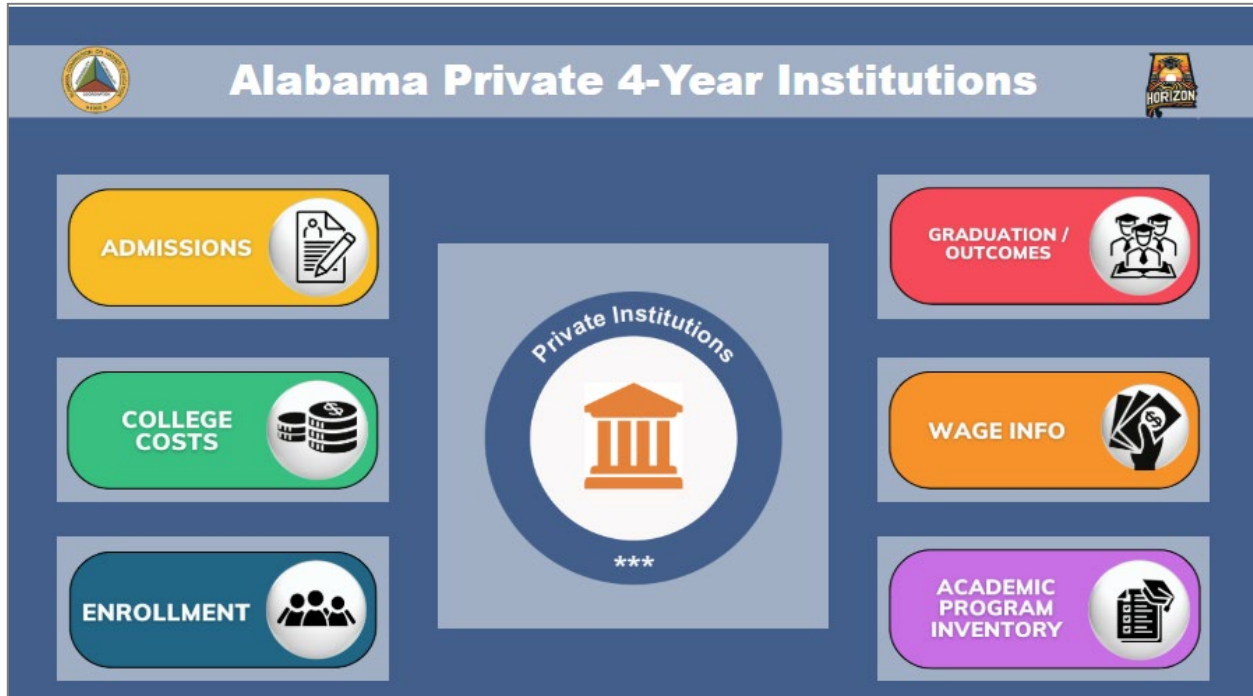 Alabama Private 4-Year Institutions
HORIZON
ADMISSIONS
COLLEGE
COSTS
ENROLLMENT
Private Institutions
***
GRADUATION /
OUTCOMES
WAGE INFO
ACADEMIC
PROGRAM
INVENTORY